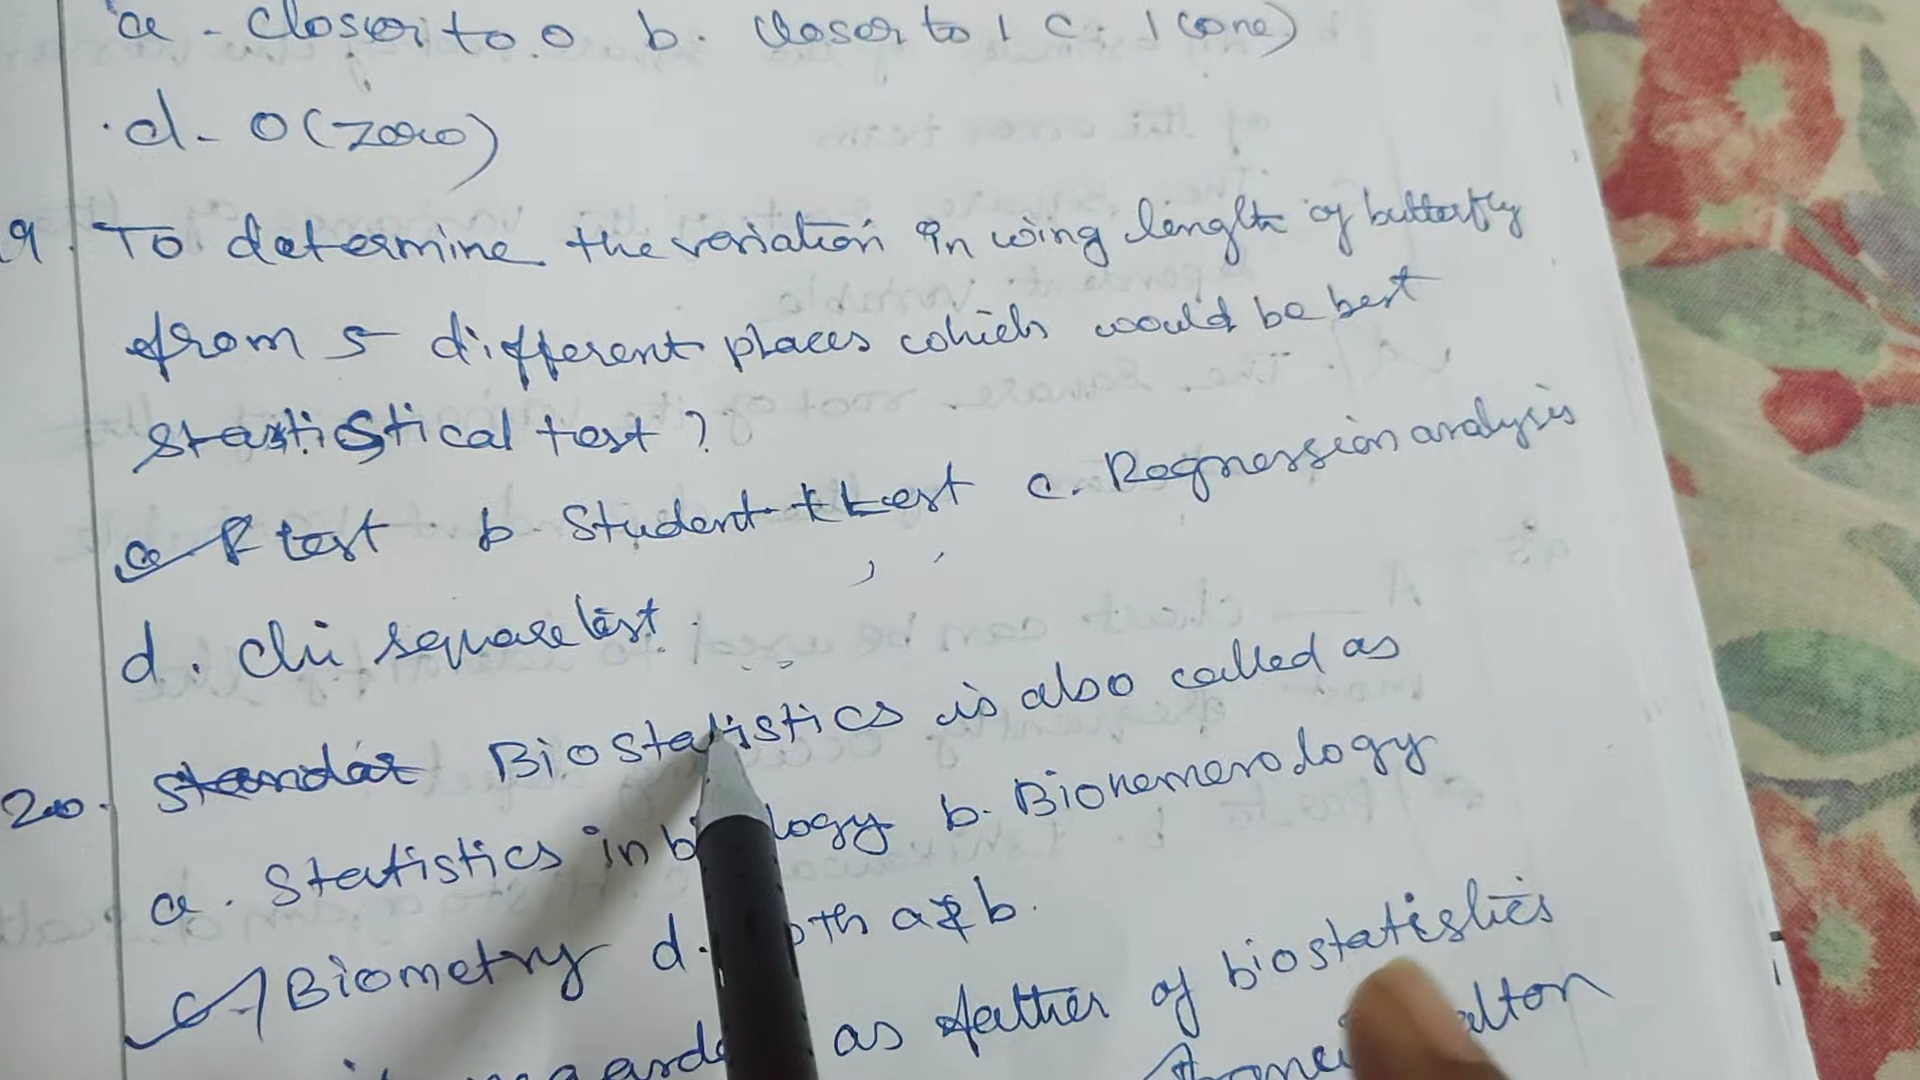 a - closer to 0 b. closer to 1 c. 1 (one)
d - 0 (zero)
9. To determine the variation in wing length of butterfly
from 5 different places which would be best
statistical test?
a F test b. Student t test c. Regression analysis
d. chi square test.
20. Biostatistics is also called as
a. Statistics in b logy b. Bionemerology
c. Biometry d. oth a & b.
as father of biostatistics